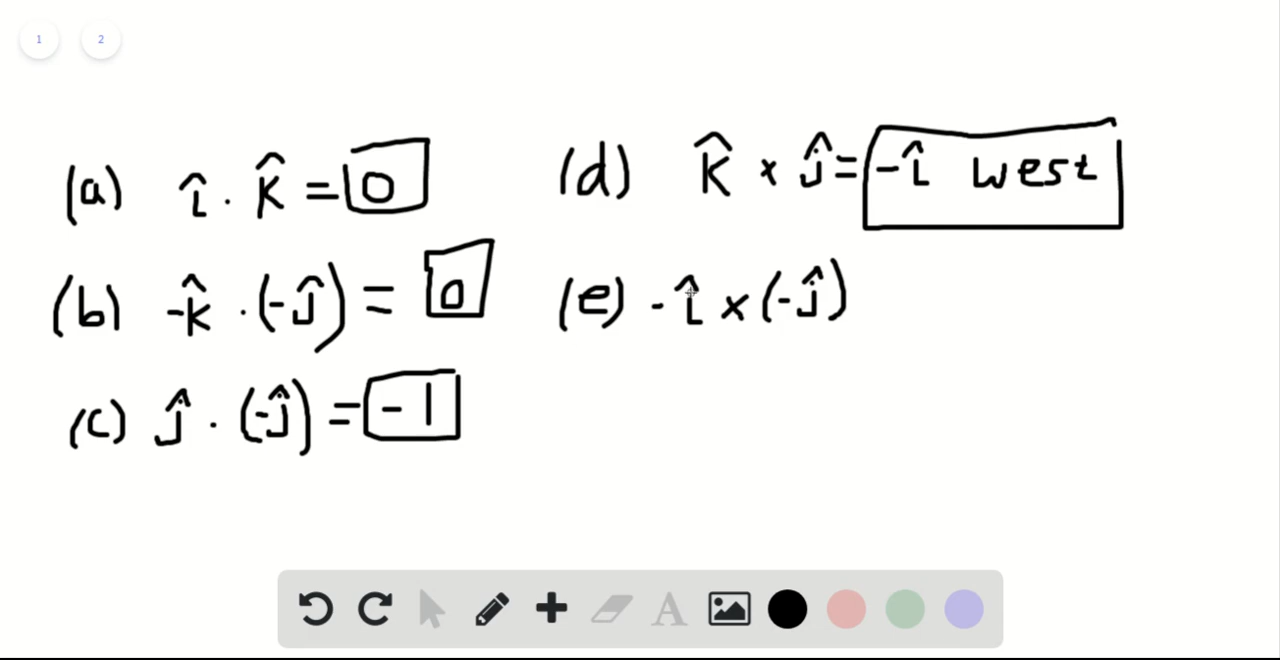 1 2
(a) î · k̂ = 0
(b) -k̂ · (-ĵ) = 0
(c) ĵ · (-ĵ) = -1
(d) k̂ × ĵ = -î west
(e) -î × (-ĵ)
A